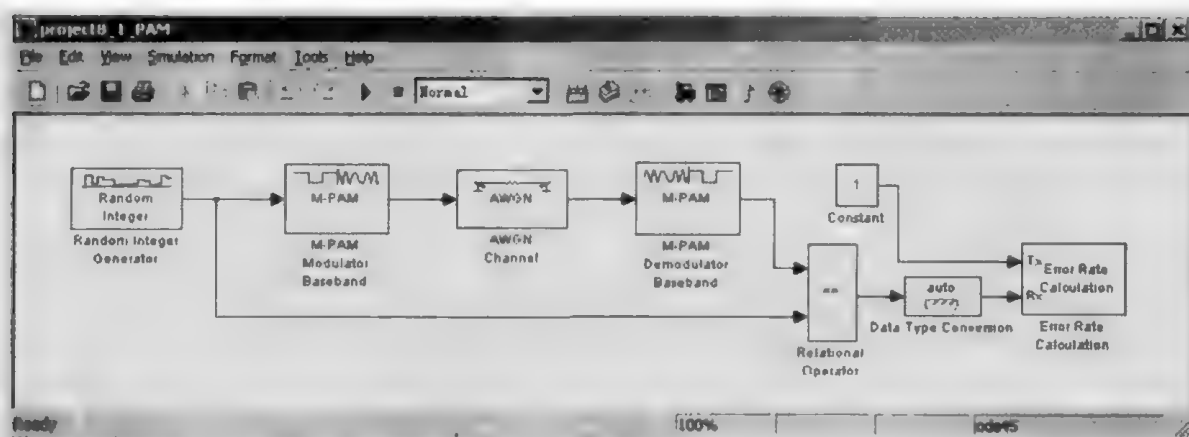 project8_1_PAM
File Edit View Simulation Format Tools Help
Normal
Random
Integer
Random Integer
Generator
M-PAM
M-PAM
Modulator
Baseband
AWGN
AWGN
Channel
M-PAM
M-PAM
Demodulator
Baseband
1
Constant
==
Relational
Operator
auto
(????)
Data Type Conversion
Tx
Rx
Error Rate
Calculation
Error Rate
Calculation
Ready
100%
ode45